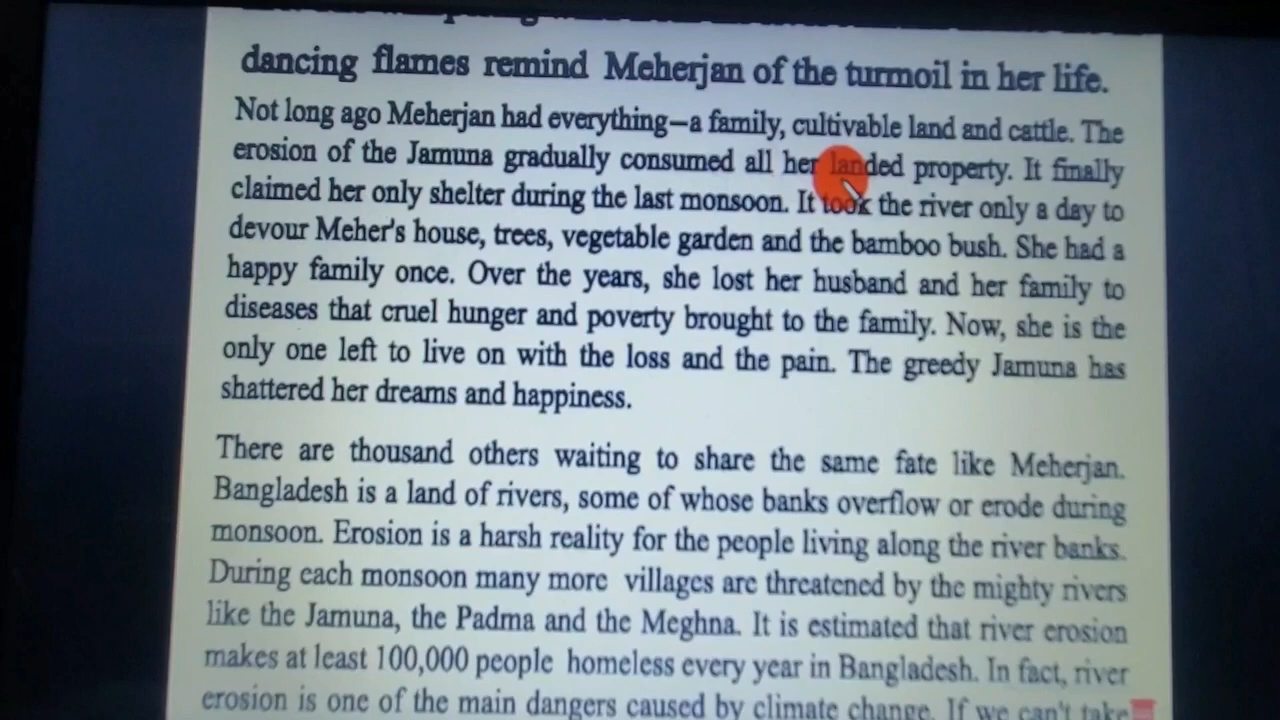 dancing flames remind Meherjan of the turmoil in her life.
Not long ago Meherjan had everything–a family, cultivable land and cattle. The
erosion of the Jamuna gradually consumed all her landed property. It finally
claimed her only shelter during the last monsoon. It took the river only a day to
devour Meher's house, trees, vegetable garden and the bamboo bush. She had a
happy family once. Over the years, she lost her husband and her family to
diseases that cruel hunger and poverty brought to the family. Now, she is the
only one left to live on with the loss and the pain. The greedy Jamuna has
shattered her dreams and happiness.
There are thousand others waiting to share the same fate like Meherjan.
Bangladesh is a land of rivers, some of whose banks overflow or erode during
monsoon. Erosion is a harsh reality for the people living along the river banks.
During each monsoon many more villages are threatened by the mighty rivers
like the Jamuna, the Padma and the Meghna. It is estimated that river erosion
makes at least 100,000 people homeless every year in Bangladesh. In fact, river
erosion is one of the main dangers caused by climate change. If we can't take